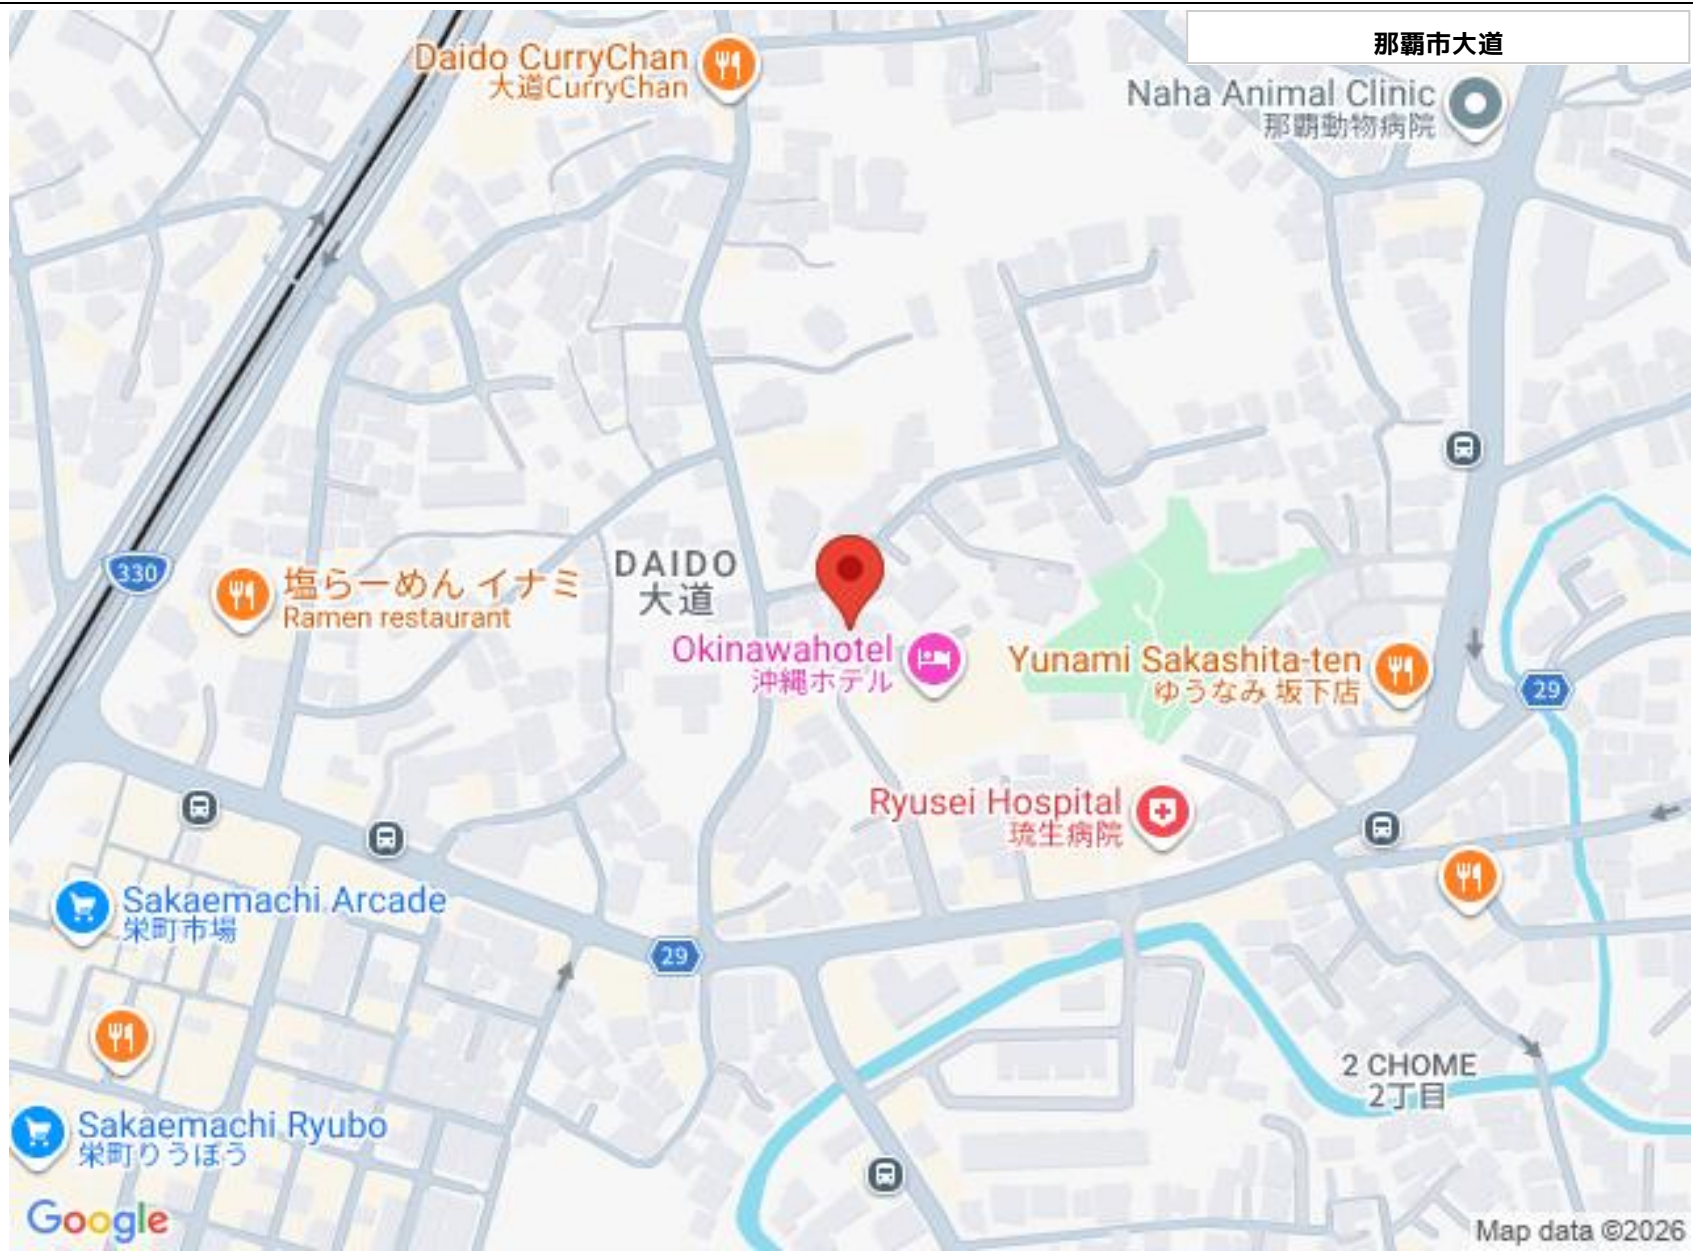 那覇市大道
Daido CurryChan
大道CurryChan
Naha Animal Clinic
那覇動物病院
330
塩らーめん イナミ
Ramen restaurant
DAIDO
大道
Okinawahotel
沖縄ホテル
Yunami Sakashita-ten
ゆうなみ 坂下店
29
Ryusei Hospital
琉生病院
Sakaemachi Arcade
栄町市場
29
2 CHOME
2丁目
Sakaemachi Ryubo
栄町りうぼう
Google
Map data ©2026